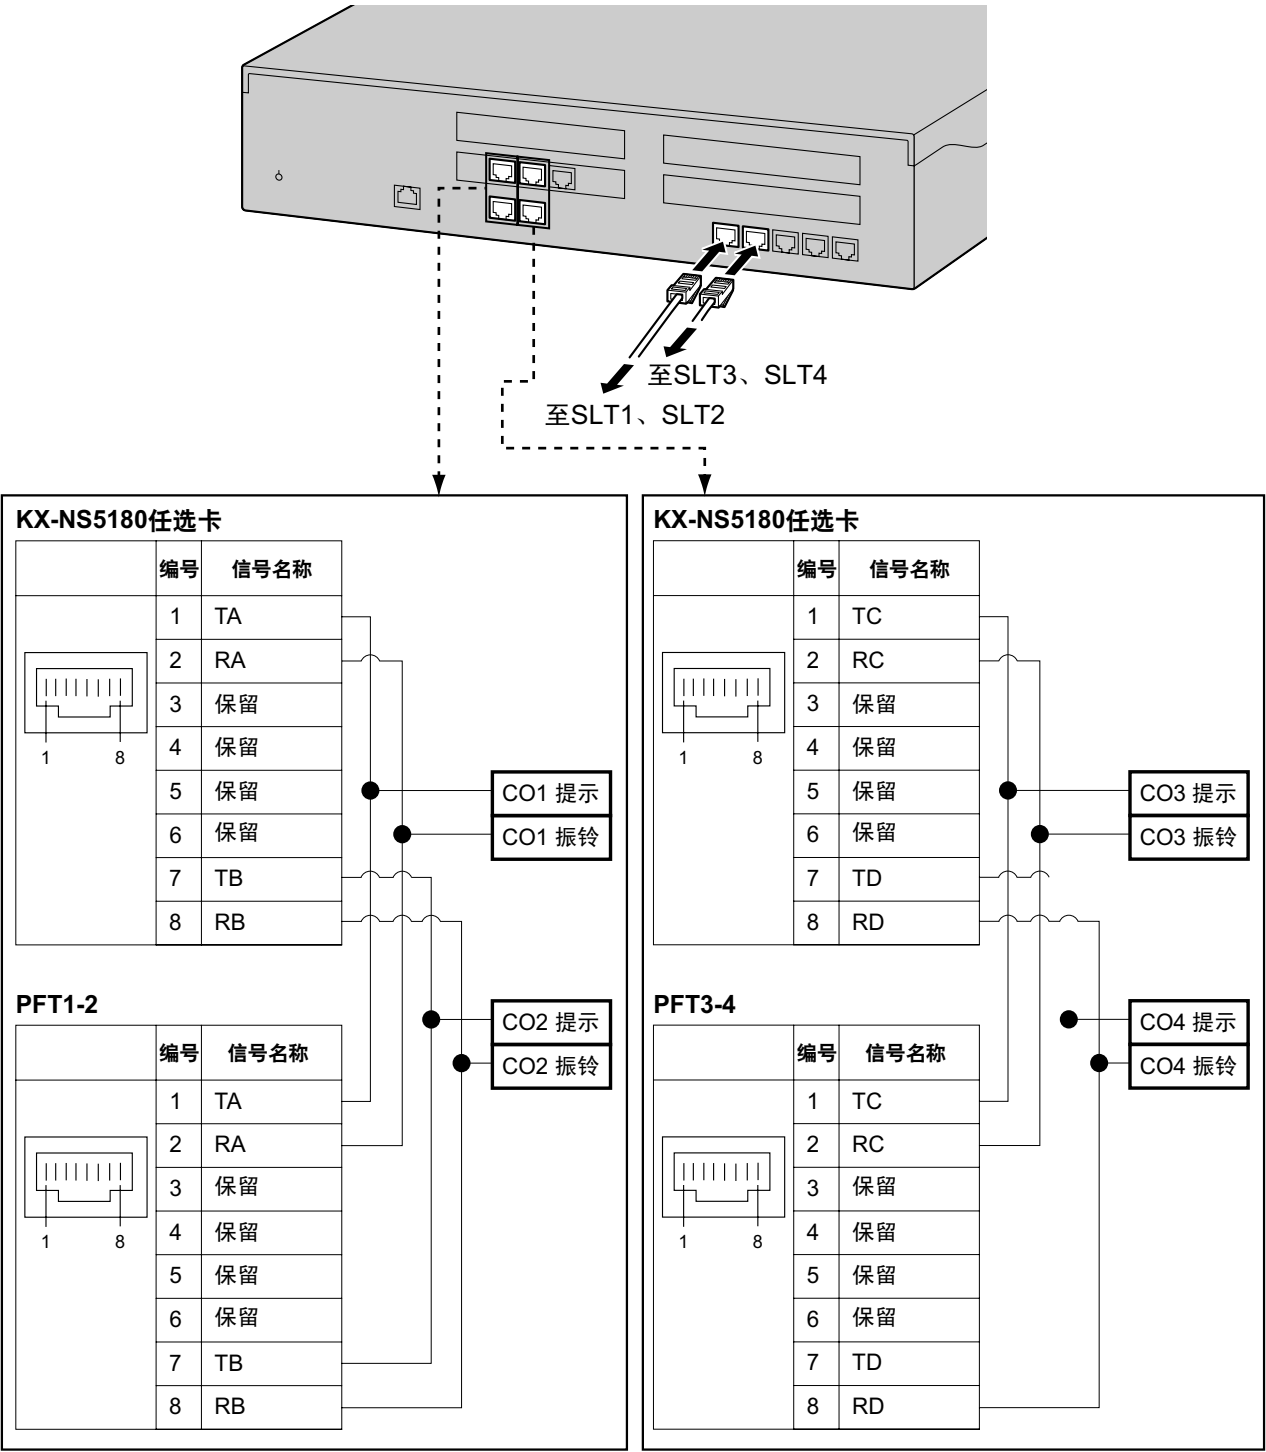 至SLT3、SLT4
至SLT1、SLT2
KX-NS5180任选卡
编号 信号名称
1 TA
2 RA
3 保留
4 保留
5 保留
6 保留
7 TB
8 RB
1 8
CO1 提示
CO1 振铃
PFT1-2
编号 信号名称
1 TA
2 RA
3 保留
4 保留
5 保留
6 保留
7 TB
8 RB
1 8
CO2 提示
CO2 振铃
KX-NS5180任选卡
编号 信号名称
1 TC
2 RC
3 保留
4 保留
5 保留
6 保留
7 TD
8 RD
1 8
CO3 提示
CO3 振铃
PFT3-4
编号 信号名称
1 TC
2 RC
3 保留
4 保留
5 保留
6 保留
7 TD
8 RD
1 8
CO4 提示
CO4 振铃